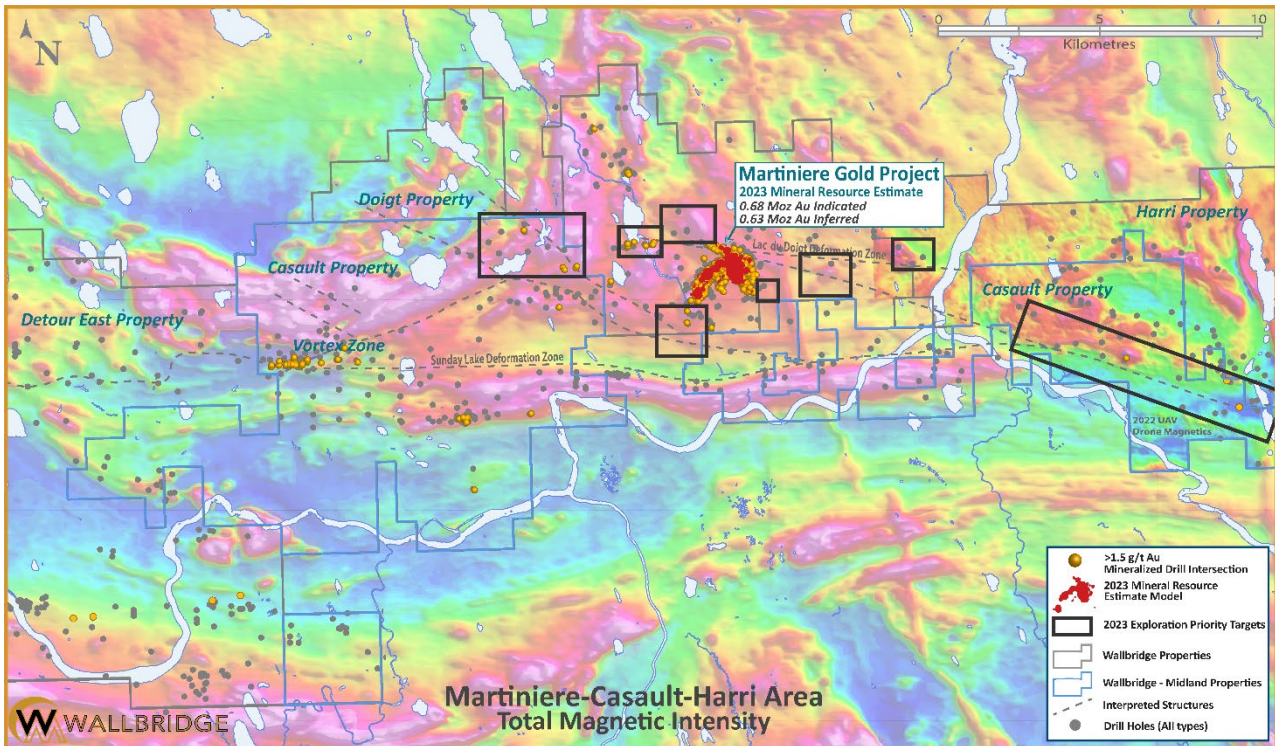 N
0 5 10
Kilometres
Martiniere Gold Project
2023 Mineral Resource Estimate
0.68 Moz Au Indicated
0.63 Moz Au Inferred
Doigt Property
Harri Property
Lac du Doigt Deformation Zone
Casault Property
Casault Property
Detour East Property
Vortex Zone
Sunday Lake Deformation Zone
2022 UAV
Drone Magnetics
>1.5 g/t Au
Mineralized Drill Intersection
2023 Mineral Resource
Estimate Model
2023 Exploration Priority Targets
Wallbridge Properties
Wallbridge - Midland Properties
Interpreted Structures
Drill Holes (All types)
Martiniere-Casault-Harri Area
Total Magnetic Intensity
WALLBRIDGE